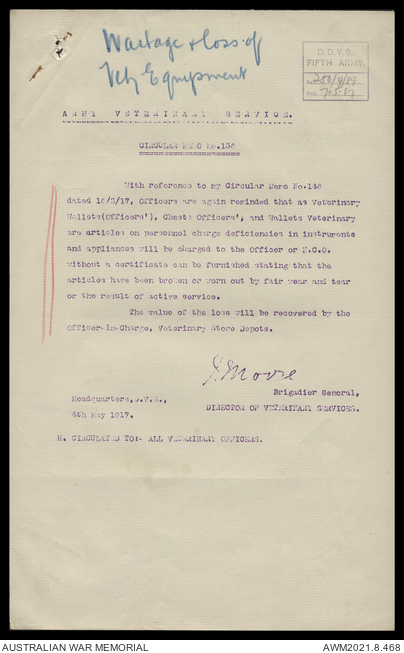 Wastage & loss of
Vety Equipment
D.D.V.S.
FIFTH ARMY.
7.5.17
ARMY VETERINARY SERVICE.
CIRCULAR MEMO No.156
With reference to my Circular Memo No.148
dated 16/3/17, Officers are again reminded that as Veterinary
Wallets(Officers'), Chests Officers', and Wallets Veterinary
are articles on personnel charge deficiencies in instruments
and appliances will be charged to the Officer or N.C.O.
without a certificate can be furnished stating that the
articles have been broken or worn out by fair wear and tear
or the result of active service.
The value of the loss will be recovered by the
Officer-in-Charge, Veterinary Store Depots.
J. Moore
Brigadier General,
Headquarters, D.V.S.,
DIRECTOR OF VETERINARY SERVICES.
4th May 1917.
H. CIRCULATED TO:- ALL VETERINARY OFFICERS.
AUSTRALIAN WAR MEMORIAL
AWM2021.8.468